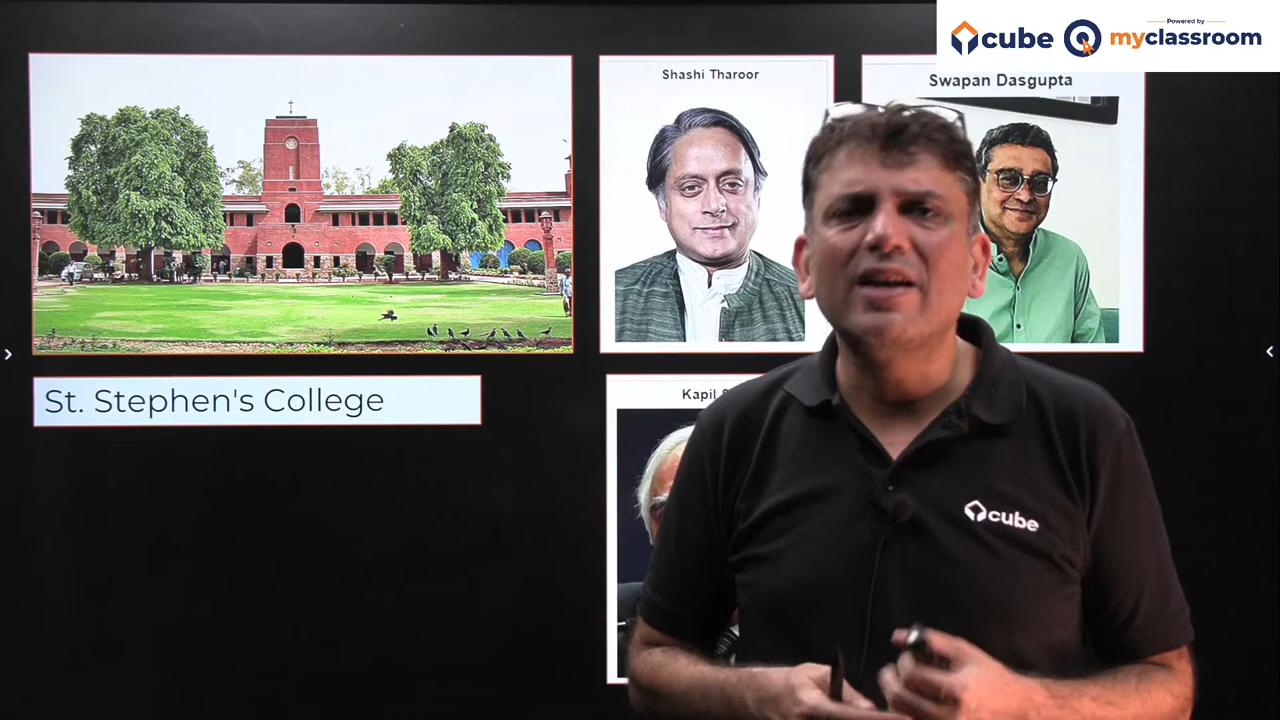 Powered by
cube myclassroom
Shashi Tharoor
Swapan Dasgupta
St. Stephen's College
Kapil
cube